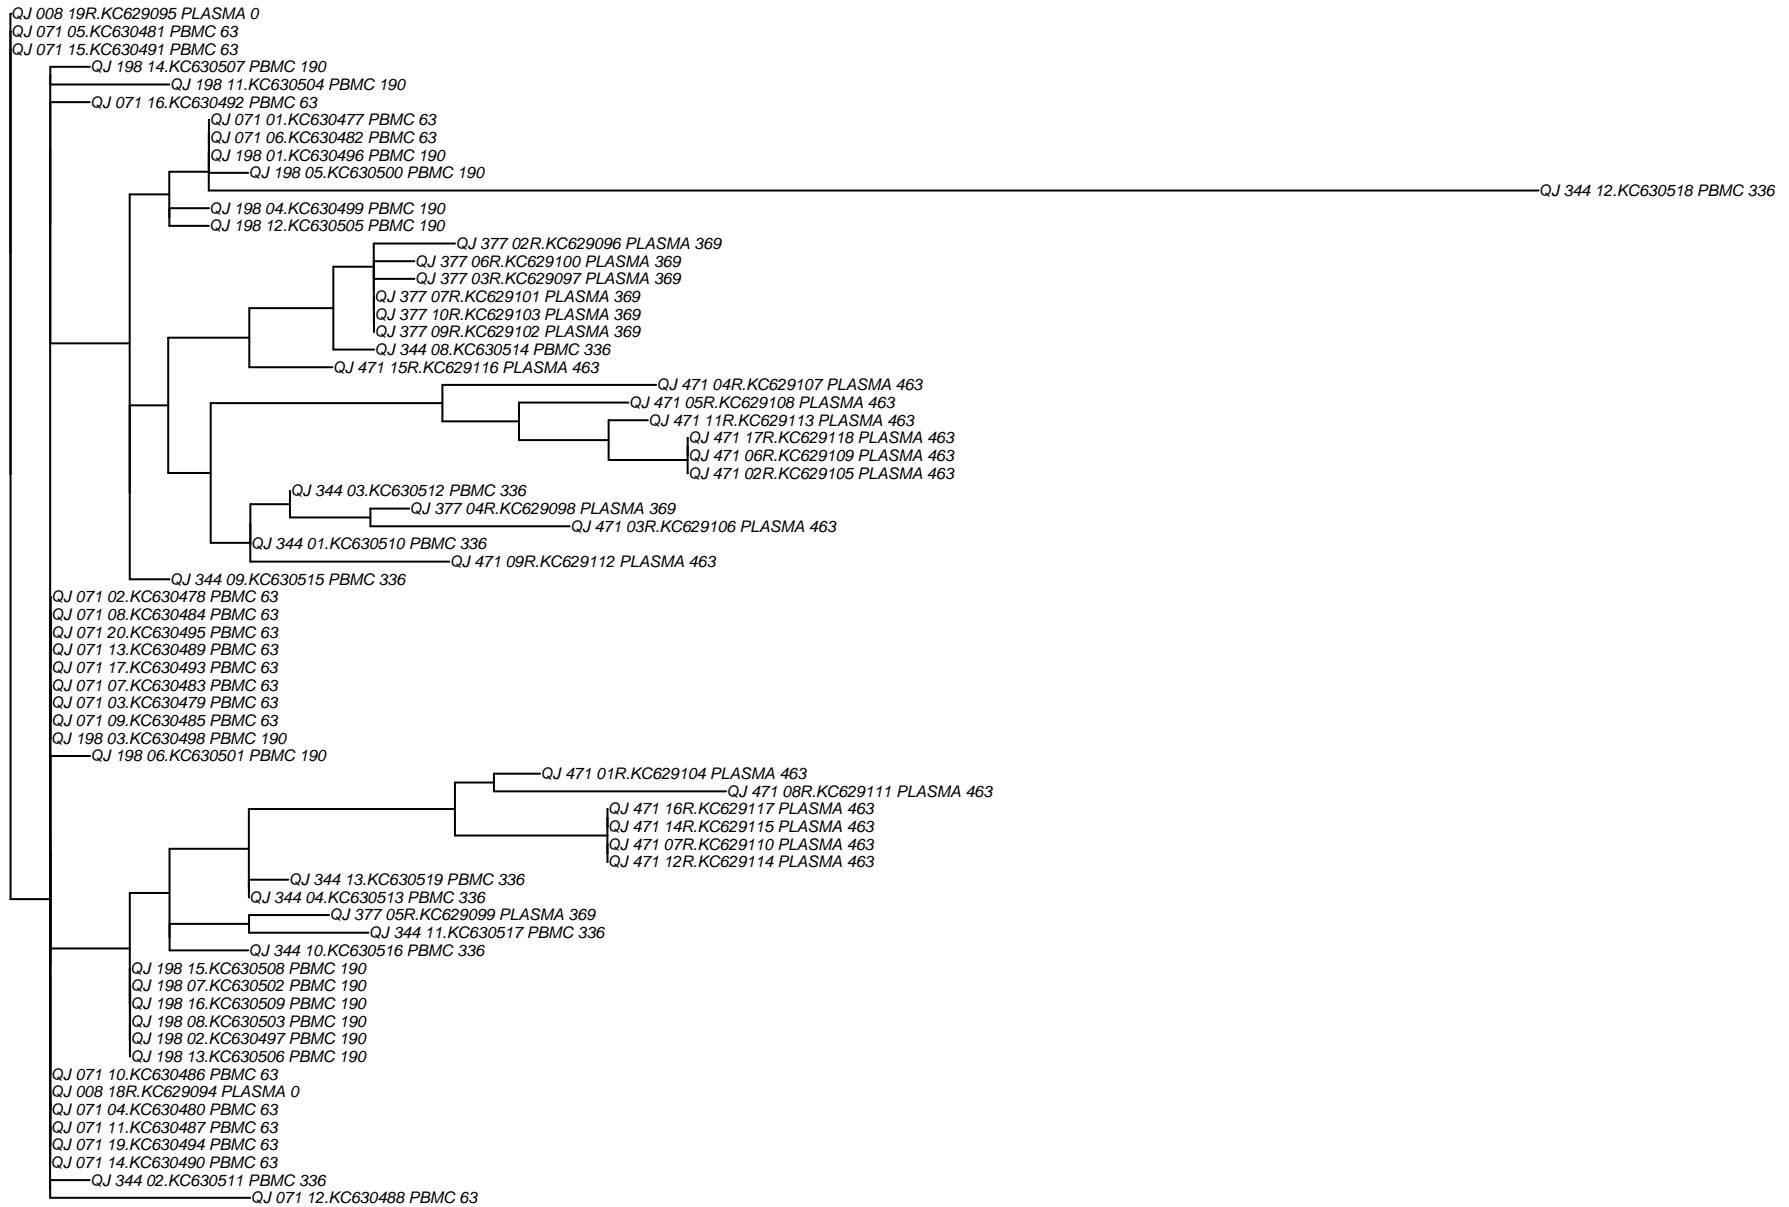 QJ 008 19R.KC629095 PLASMA 0
QJ 071 05.KC630481 PBMC 63
QJ 071 15.KC630491 PBMC 63
QJ 198 14.KC630507 PBMC 190
QJ 198 11.KC630504 PBMC 190
QJ 071 16.KC630492 PBMC 63
QJ 071 01.KC630477 PBMC 63
QJ 071 06.KC630482 PBMC 63
QJ 198 01.KC630496 PBMC 190
QJ 198 05.KC630500 PBMC 190
QJ 344 12.KC630518 PBMC 336
QJ 198 04.KC630499 PBMC 190
QJ 198 12.KC630505 PBMC 190
QJ 377 02R.KC629096 PLASMA 369
QJ 377 06R.KC629100 PLASMA 369
QJ 377 03R.KC629097 PLASMA 369
QJ 377 07R.KC629101 PLASMA 369
QJ 377 10R.KC629103 PLASMA 369
QJ 377 09R.KC629102 PLASMA 369
QJ 344 08.KC630514 PBMC 336
QJ 471 15R.KC629116 PLASMA 463
QJ 471 04R.KC629107 PLASMA 463
QJ 471 05R.KC629108 PLASMA 463
QJ 471 11R.KC629113 PLASMA 463
QJ 471 17R.KC629118 PLASMA 463
QJ 471 06R.KC629109 PLASMA 463
QJ 471 02R.KC629105 PLASMA 463
QJ 344 03.KC630512 PBMC 336
QJ 377 04R.KC629098 PLASMA 369
QJ 471 03R.KC629106 PLASMA 463
QJ 344 01.KC630510 PBMC 336
QJ 471 09R.KC629112 PLASMA 463
QJ 344 09.KC630515 PBMC 336
QJ 071 02.KC630478 PBMC 63
QJ 071 08.KC630484 PBMC 63
QJ 071 20.KC630495 PBMC 63
QJ 071 13.KC630489 PBMC 63
QJ 071 17.KC630493 PBMC 63
QJ 071 07.KC630483 PBMC 63
QJ 071 03.KC630479 PBMC 63
QJ 071 09.KC630485 PBMC 63
QJ 198 03.KC630498 PBMC 190
QJ 198 06.KC630501 PBMC 190
QJ 471 01R.KC629104 PLASMA 463
QJ 471 08R.KC629111 PLASMA 463
QJ 471 16R.KC629117 PLASMA 463
QJ 471 14R.KC629115 PLASMA 463
QJ 471 07R.KC629110 PLASMA 463
QJ 471 12R.KC629114 PLASMA 463
QJ 344 13.KC630519 PBMC 336
QJ 344 04.KC630513 PBMC 336
QJ 377 05R.KC629099 PLASMA 369
QJ 344 11.KC630517 PBMC 336
QJ 344 10.KC630516 PBMC 336
QJ 198 15.KC630508 PBMC 190
QJ 198 07.KC630502 PBMC 190
QJ 198 16.KC630509 PBMC 190
QJ 198 08.KC630503 PBMC 190
QJ 198 02.KC630497 PBMC 190
QJ 198 13.KC630506 PBMC 190
QJ 071 10.KC630486 PBMC 63
QJ 008 18R.KC629094 PLASMA 0
QJ 071 04.KC630480 PBMC 63
QJ 071 11.KC630487 PBMC 63
QJ 071 19.KC630494 PBMC 63
QJ 071 14.KC630490 PBMC 63
QJ 344 02.KC630511 PBMC 336
QJ 071 12.KC630488 PBMC 63